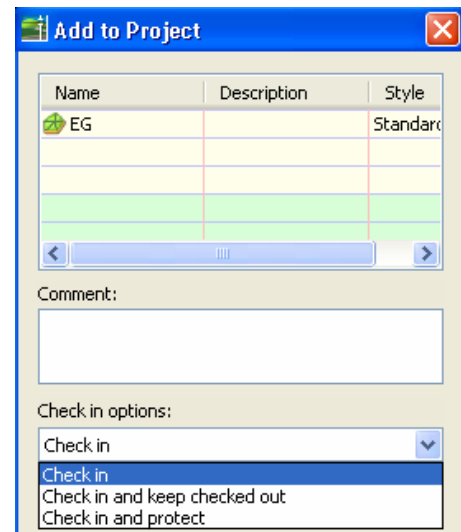 Add to Project
Name Description Style
EG Standard
Comment:
Check in options:
Check in
Check in
Check in and keep checked out
Check in and protect